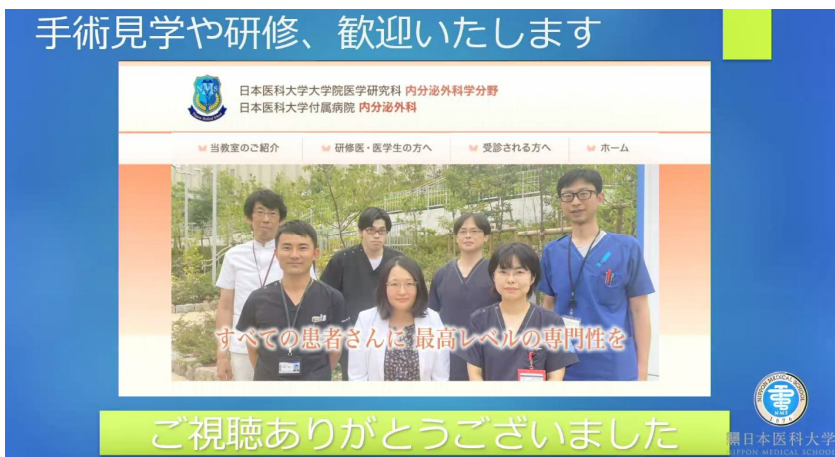 手術見学や研修、歓迎いたします
NMS
日本医科大学大学院医学研究科 内分泌外科学分野
日本医科大学付属病院 内分泌外科
当教室のご紹介
研修医・医学生の方へ
受診される方へ
ホーム
すべての患者さんに 最高レベルの専門性を
ご視聴ありがとうございました
NIPPON MEDICAL SCHOOL
NMS
1876
日本医科大学
NIPPON MEDICAL SCHOOL